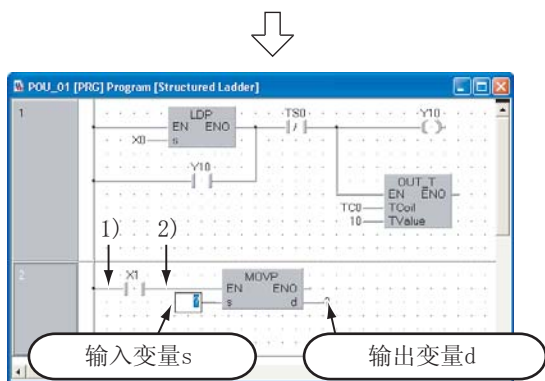 POU_01 [PRG] Program [Structured Ladder]
1
LDP
EN ENO
X0 s
TS0
Y10
Y10
OUT_T
EN ENO
TC0 TCoil
10 TValue
1) 2)
2
X1
MOVP
EN ENO
? s d ?
输入变量s
输出变量d